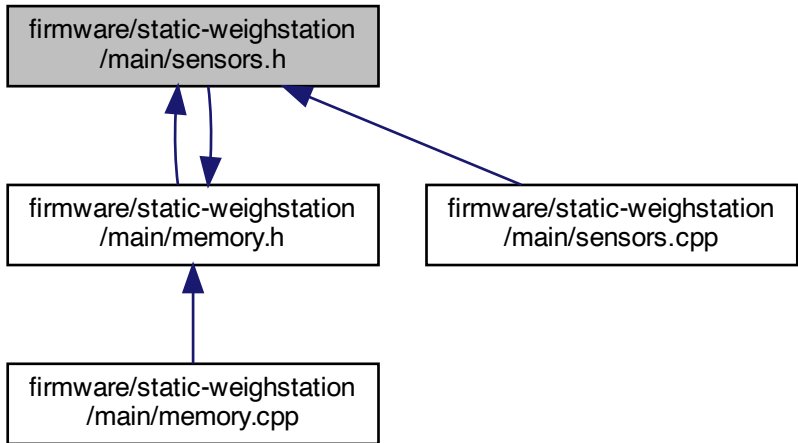 firmware/static-weighstation
/main/sensors.h
firmware/static-weighstation
/main/memory.h
firmware/static-weighstation
/main/sensors.cpp
firmware/static-weighstation
/main/memory.cpp